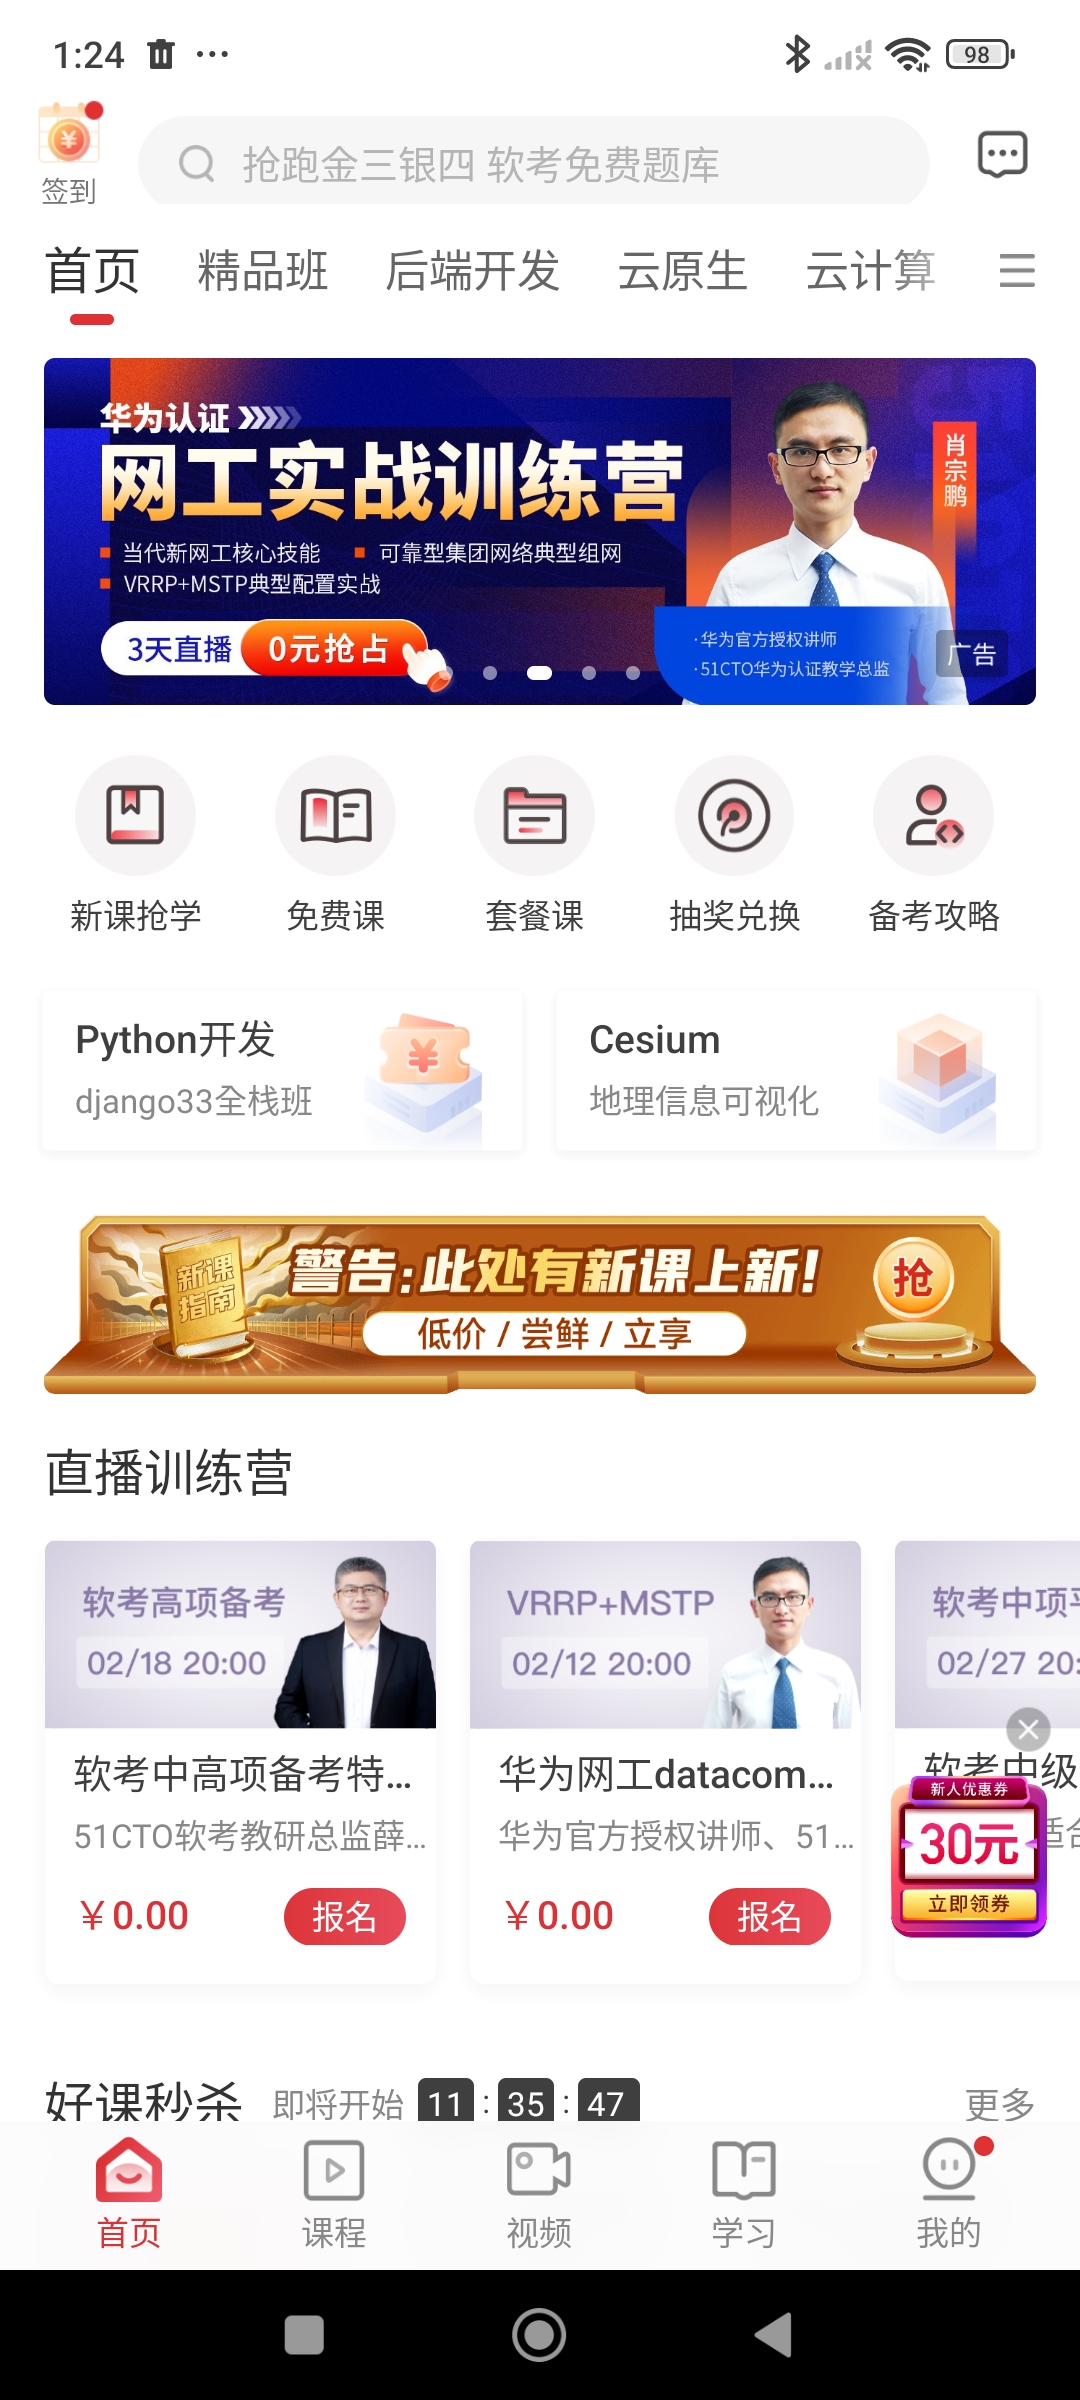 1:24
98
签到
抢跑金三银四 软考免费题库
首页 精品班 后端开发 云原生 云计算
华为认证
网工实战训练营
当代新网工核心技能 可靠型集团网络典型组网
VRRP+MSTP典型配置实战
3天直播 0元抢占
肖宗鹏
·华为官方授权讲师
·51CTO华为认证教学总监
广告
新课抢学 免费课 套餐课 抽奖兑换 备考攻略
Python开发
django33全栈班
Cesium
地理信息可视化
新课指南
警告:此处有新课上新!
低价 / 尝鲜 / 立享
抢
直播训练营
软考高项备考
02/18 20:00
软考中高项备考特...
51CTO软考教研总监薛...
￥0.00 报名
VRRP+MSTP
02/12 20:00
华为网工datacom...
华为官方授权讲师、51...
￥0.00 报名
软考中项
02/27 20:
软考中级
适合
新人优惠券
30元
立即领券
好课秒杀 即将开始 11 : 35 : 47 更多
首页 课程 视频 学习 我的